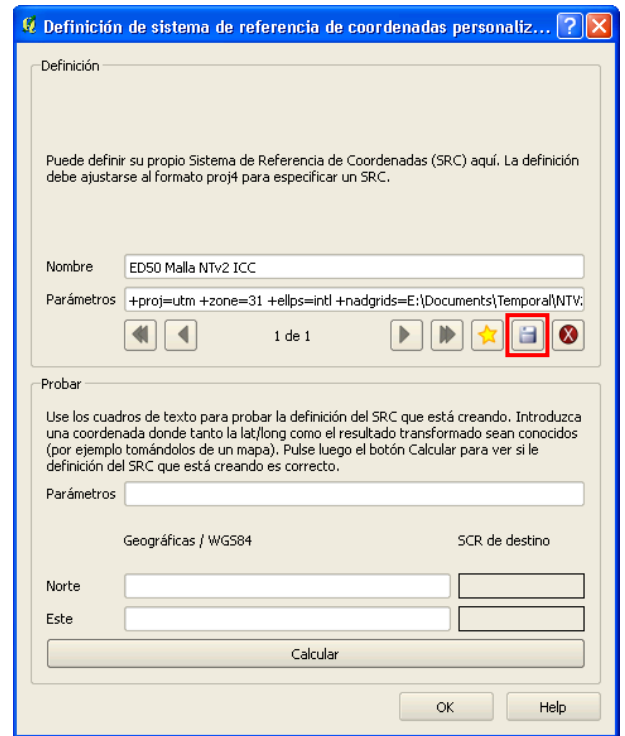 Definición de sistema de referencia de coordenadas personaliz...
Definición
Puede definir su propio Sistema de Referencia de Coordenadas (SRC) aquí. La definición
debe ajustarse al formato proj4 para especificar un SRC.
Nombre ED50 Malla NTv2 ICC
Parámetros +proj=utm +zone=31 +ellps=intl +nadgrids=E:\Documents\Temporal\NTV2
1 de 1
Probar
Use los cuadros de texto para probar la definición del SRC que está creando. Introduzca
una coordenada donde tanto la lat/long como el resultado transformado sean conocidos
(por ejemplo tomándolos de un mapa). Pulse luego el botón Calcular para ver si le
definición del SRC que está creando es correcto.
Parámetros
Geográficas / WGS84 SCR de destino
Norte
Este
Calcular
OK Help